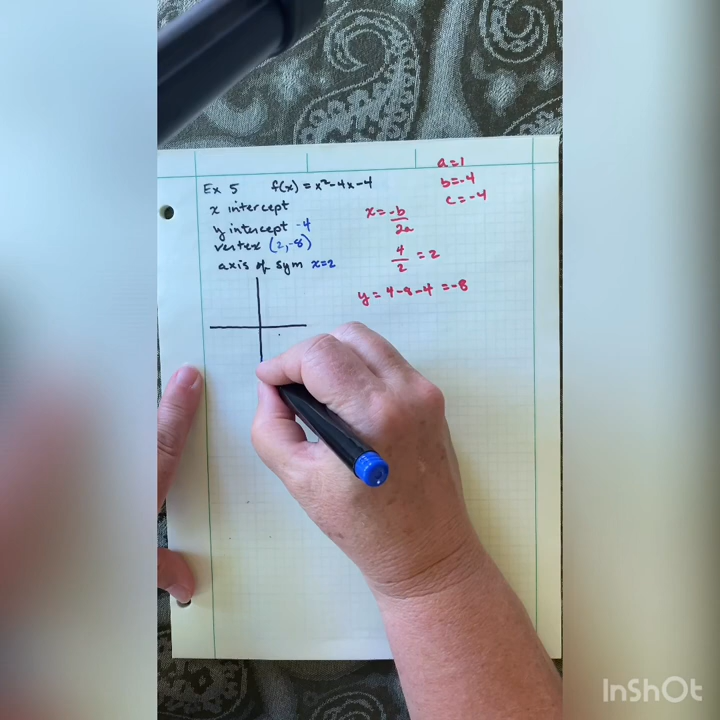 Ex 5 f(x) = x²-4x-4
x intercept
y intercept -4
vertex (2,-8)
axis of sym x=2
a=1
b=-4
c=-4
x = -b/2a
4/2 = 2
y = 4-8-4 = -8
InShOt